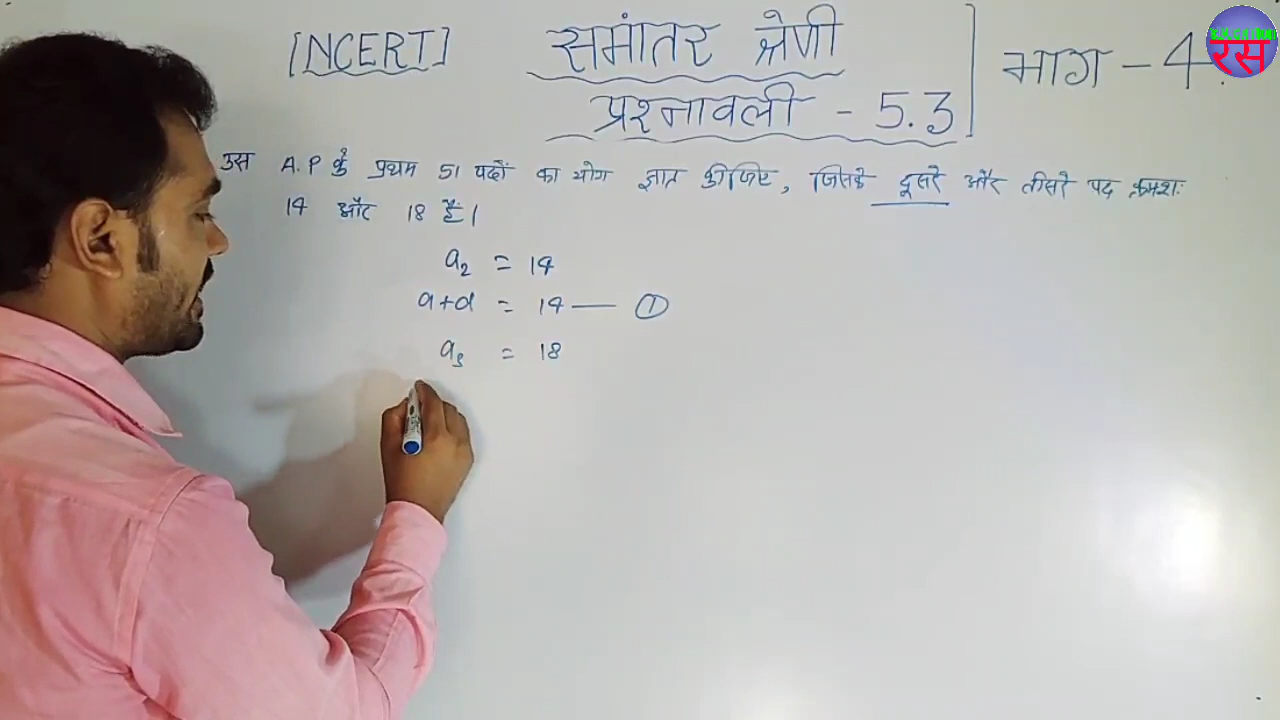 [NCERT] समांतर श्रेणी भाग - 4
प्रश्नावली - 5.3
उस A.P के प्रथम 51 पदों का योग ज्ञात कीजिए, जिसके दूसरे और तीसरे पद क्रमशः
14 और 18 है।
a₂ = 14
a+d = 14 — ①
a₃ = 18
रस